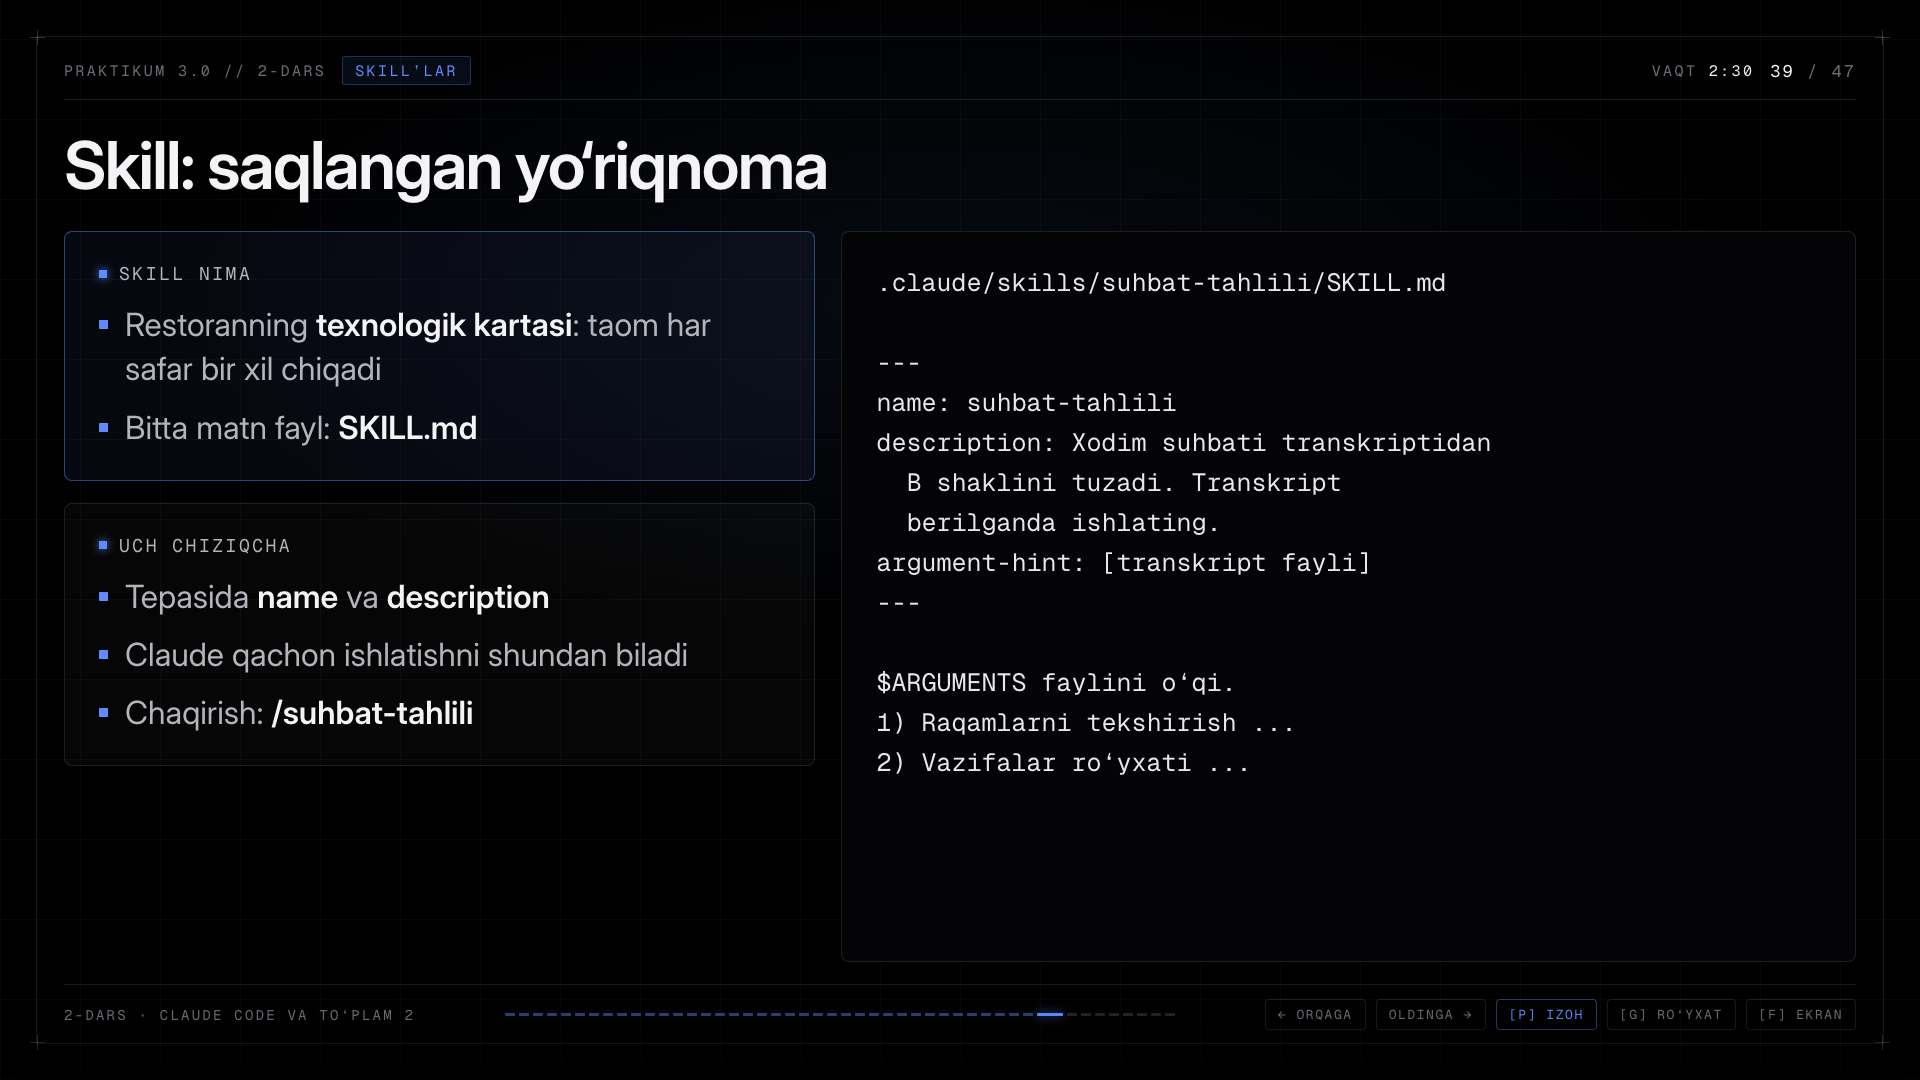 PRAKTIKUM 3.0 // 2-DARS
SKILL'LAR
VAQT 2:30 39 / 47
Skill: saqlangan yo‘riqnoma
SKILL NIMA
Restoranning texnologik kartasi: taom har
safar bir xil chiqadi
Bitta matn fayl: SKILL.md
UCH CHIZIQCHA
Tepasida name va description
Claude qachon ishlatishni shundan biladi
Chaqirish: /suhbat-tahlili
.claude/skills/suhbat-tahlili/SKILL.md
---
name: suhbat-tahlili
description: Xodim suhbati transkriptidan
B shaklini tuzadi. Transkript
berilganda ishlating.
argument-hint: [transkript fayli]
---
$ARGUMENTS faylini o‘qi.
1) Raqamlarni tekshirish ...
2) Vazifalar ro‘yxati ...
2-DARS · CLAUDE CODE VA TO‘PLAM 2
← ORQAGA
OLDINGA →
[P] IZOH
[G] RO‘YXAT
[F] EKRAN